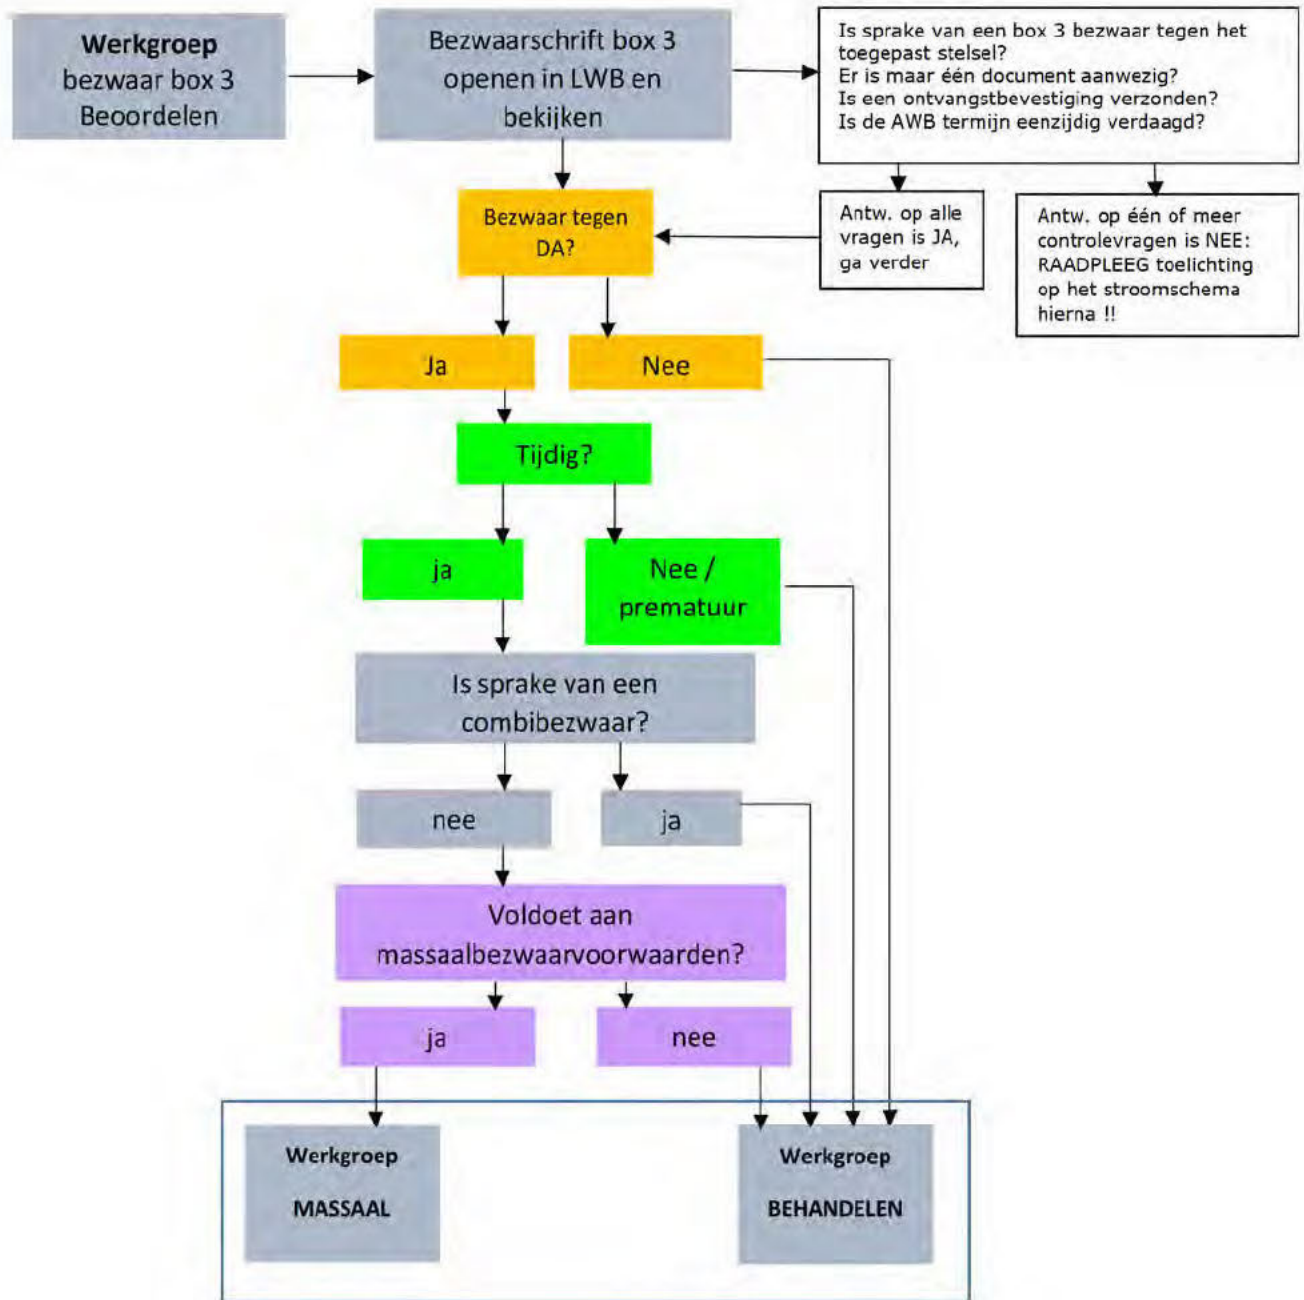 Werkgroep
bezwaar box 3
Beoordelen
Bezwaarschrift box 3
openen in LWB en
bekijken
Is sprake van een box 3 bezwaar tegen het
toegepast stelsel?
Er is maar één document aanwezig?
Is een ontvangstbevestiging verzonden?
Is de AWB termijn eenzijdig verdaagd?
Bezwaar tegen
DA?
Antw. op alle
vragen is JA,
ga verder
Antw. op één of meer
controlevragen is NEE:
RAADPLEEG toelichting
op het stroomschema
hierna !!
Ja
Nee
Tijdig?
ja
Nee /
prematuur
Is sprake van een
combibezwaar?
nee
ja
Voldoet aan
massaalbezwaarvoorwaarden?
ja
nee
Werkgroep
MASSAAL
Werkgroep
BEHANDELEN